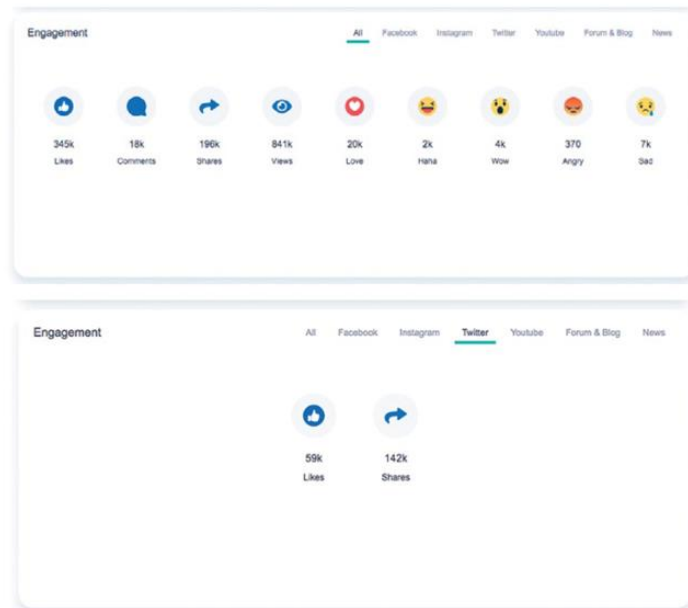 Engagement All Facebook Instagram Twitter Youtube Forum & Blog News
345k 18k 196k 841k 20k 2k 4k 370 7k
Likes Comments Shares Views Love Haha Wow Angry Sad
Engagement All Facebook Instagram Twitter Youtube Forum & Blog News
59k 142k
Likes Shares